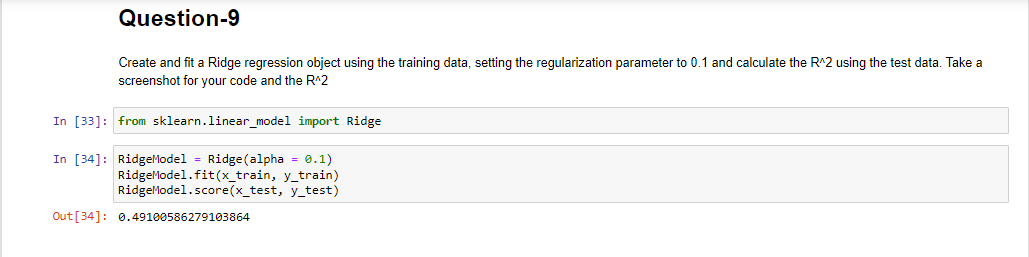 Question-9
Create and fit a Ridge regression object using the training data, setting the regularization parameter to 0.1 and calculate the R^2 using the test data. Take a
screenshot for your code and the R^2
In [33]: from sklearn.linear_model import Ridge
In [34]: RidgeModel = Ridge(alpha = 0.1)
RidgeModel.fit(x_train, y_train)
RidgeModel.score(x_test, y_test)
Out[34]: 0.49100586279103864